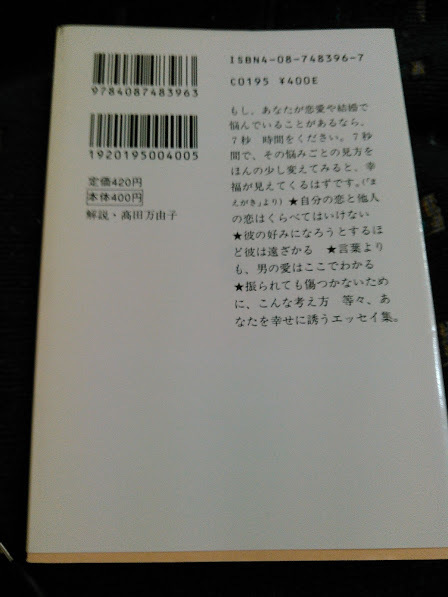 ISBN4-08-748396-7
C0195 ¥400E
9784087483963
1920195004005
定価420円
本体400円
解説・高田万由子
もし、あなたが恋愛や結婚で
悩んでいることがあるなら、
7秒 時間をください。7秒
間で、その悩みごとの見方を
ほんの少し変えてみると、幸
福が見えてくるはずです。(「ま
えがき」より) ★自分の恋と他人
の恋はくらべてはいけない
★彼の好みになろうとするほ
ど彼は遠ざかる ★言葉より
も、男の愛はここでわかる
★振られても傷つかないため
に、こんな考え方 等々、あ
なたを幸せに誘うエッセイ集。